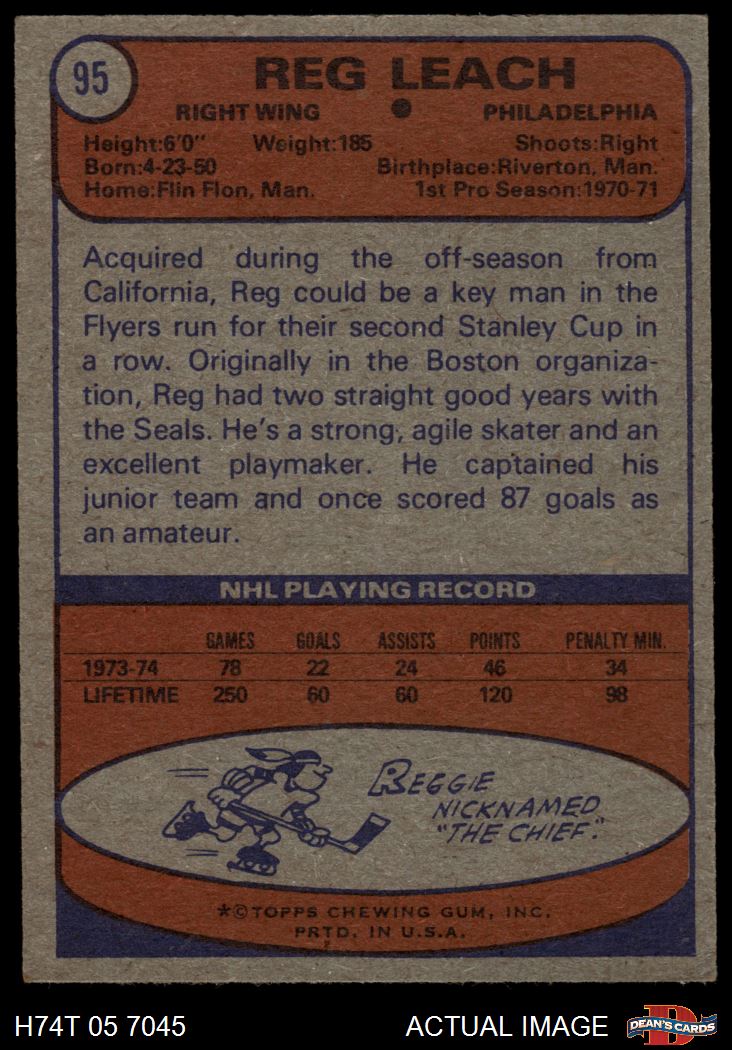 95
REG LEACH
RIGHT WING ● PHILADELPHIA
Height:6'0" Weight:185 Shoots:Right
Born:4-23-50 Birthplace:Riverton, Man.
Home:Flin Flon, Man. 1st Pro Season:1970-71
Acquired during the off-season from
California, Reg could be a key man in the
Flyers run for their second Stanley Cup in
a row. Originally in the Boston organiza-
tion, Reg had two straight good years with
the Seals. He's a strong, agile skater and an
excellent playmaker. He captained his
junior team and once scored 87 goals as
an amateur.
NHL PLAYING RECORD
GAMES GOALS ASSISTS POINTS PENALTY MIN.
1973-74 78 22 24 46 34
LIFETIME 250 60 60 120 98
REGGIE
NICKNAMED
"THE CHIEF."
*©TOPPS CHEWING GUM, INC.
PRTD. IN U.S.A.
H74T 05 7045 ACTUAL IMAGE D DEAN'S CARDS